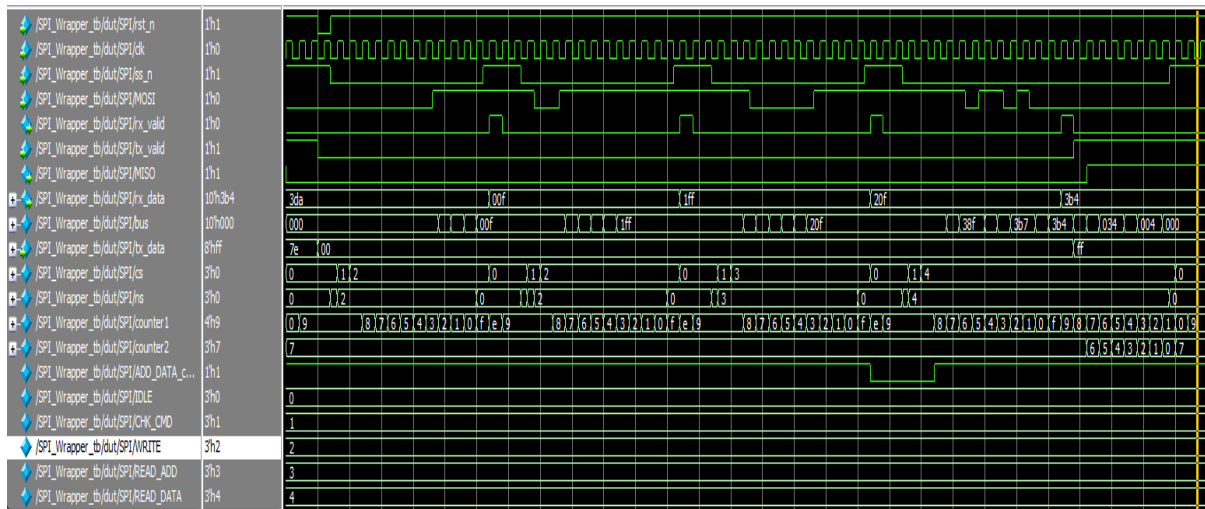 /SPI_Wrapper_tb/dut/SPI/rst_n 1'h1
/SPI_Wrapper_tb/dut/SPI/clk 1'h0
/SPI_Wrapper_tb/dut/SPI/ss_n 1'h1
/SPI_Wrapper_tb/dut/SPI/MOSI 1'h0
/SPI_Wrapper_tb/dut/SPI/rx_valid 1'h0
/SPI_Wrapper_tb/dut/SPI/tx_valid 1'h1
/SPI_Wrapper_tb/dut/SPI/MISO 1'h1
/SPI_Wrapper_tb/dut/SPI/rx_data 10'h3b4 3da 00f 1ff 20f 3b4
/SPI_Wrapper_tb/dut/SPI/bus 10'h000 000 00f 1ff 20f 38f 3b7 3b4 034 004 000
/SPI_Wrapper_tb/dut/SPI/tx_data 8'hff 7e 00 ff
/SPI_Wrapper_tb/dut/SPI/cs 3'h0 0 1 2 0 1 2 0 1 3 0 1 4 0
/SPI_Wrapper_tb/dut/SPI/ns 3'h0 0 2 0 2 0 3 0 4 0
/SPI_Wrapper_tb/dut/SPI/counter1 4'h9 0 9 8 7 6 5 4 3 2 1 0 f e 9 8 7 6 5 4 3 2 1 0 f e 9 8 7 6 5 4 3 2 1 0 f e 9 8 7 6 5 4 3 2 1 0 f 9 8 7 6 5 4 3 2 1 0 9
/SPI_Wrapper_tb/dut/SPI/counter2 3'h7 7 6 5 4 3 2 1 0 7
/SPI_Wrapper_tb/dut/SPI/ADD_DATA_c... 1'h1
/SPI_Wrapper_tb/dut/SPI/IDLE 3'h0 0
/SPI_Wrapper_tb/dut/SPI/CHK_CMD 3'h1 1
/SPI_Wrapper_tb/dut/SPI/WRITE 3'h2 2
/SPI_Wrapper_tb/dut/SPI/READ_ADD 3'h3 3
/SPI_Wrapper_tb/dut/SPI/READ_DATA 3'h4 4